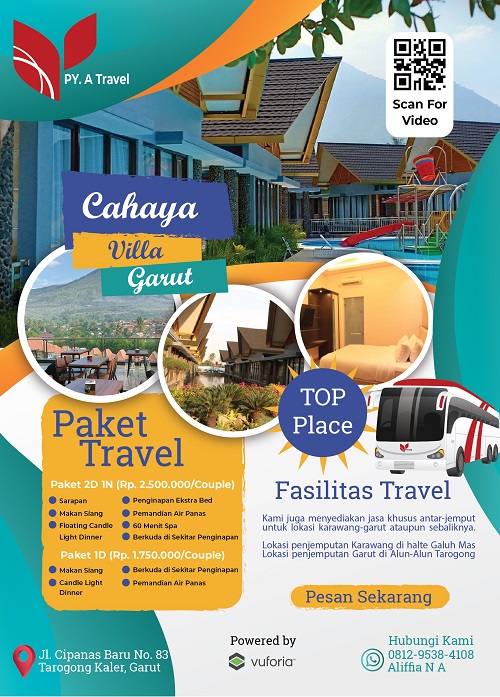 PY. A Travel
Scan For
Video
Cahaya
Villa
Garut
TOP
Place
Paket
Travel
Paket 2D 1N (Rp. 2.500.000/Couple)
Sarapan
Makan Siang
Floating Candle
Light Dinner
Penginapan Ekstra Bed
Pemandian Air Panas
60 Menit Spa
Berkuda di Sekitar Penginapan
Paket 1D (Rp. 1.750.000/Couple)
Makan Siang
Candle Light
Dinner
Berkuda di Sekitar Penginapan
Pemandian Air Panas
Fasilitas Travel
Kami juga menyediakan jasa khusus antar-jemput
untuk lokasi karawang-garut ataupun sebaliknya.
Lokasi penjemputan Karawang di halte Galuh Mas
Lokasi penjemputan Garut di Alun-Alun Tarogong
Pesan Sekarang
Jl. Cipanas Baru No. 83
Tarogong Kaler, Garut
Powered by
vuforia™
Hubungi Kami
0812-9538-4108
Aliffia N A